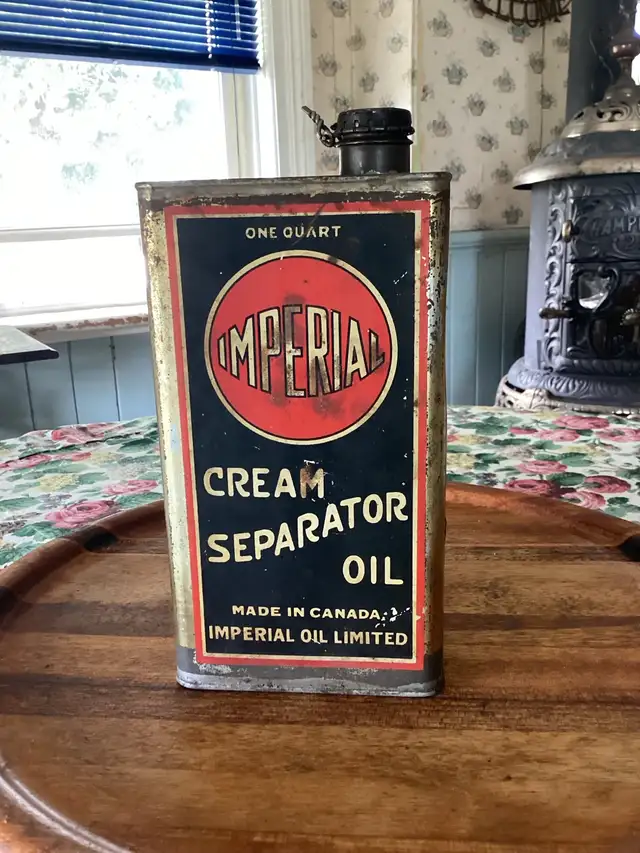 ONE QUART
IMPERIAL
CREAM
SEPARATOR
OIL
MADE IN CANADA
IMPERIAL OIL LIMITED